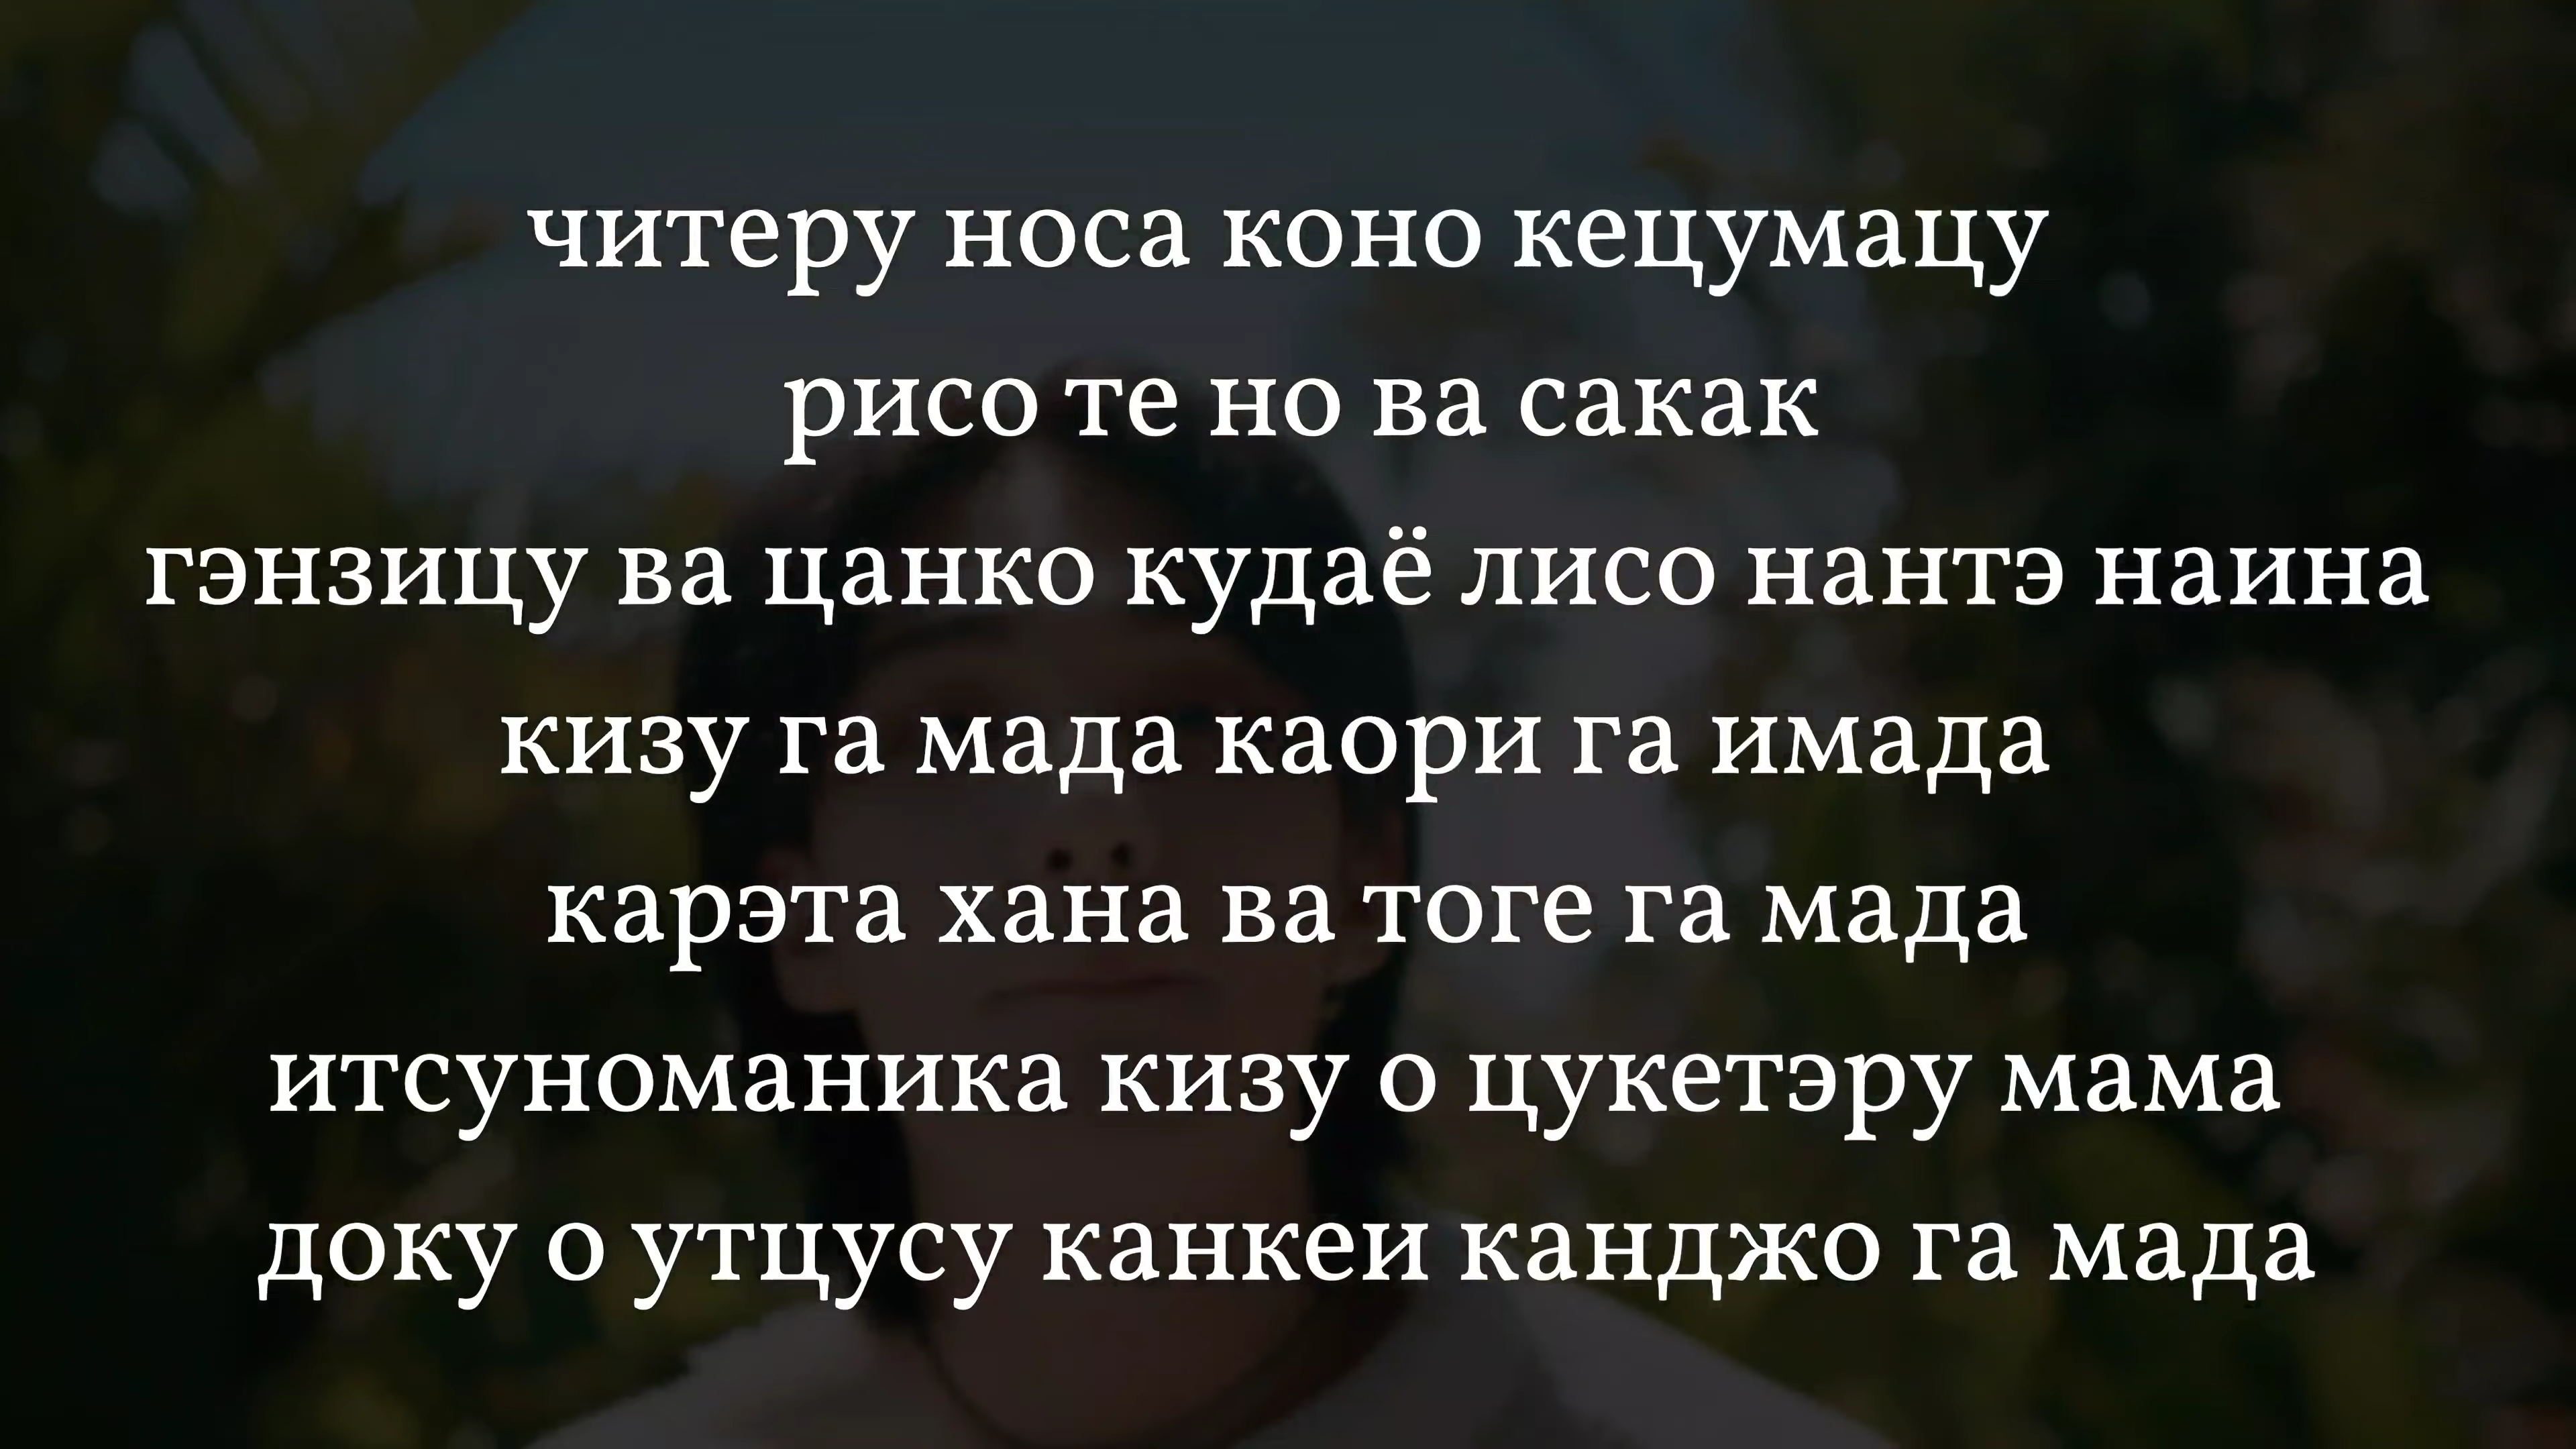 читеру носа коно кецумацу
рисо те но ва сакак
гэнзицу ва цанко кудаё лисо нантэ наина
кизу га мада каори га имада
карэта хана ва тоге га мада
итсуноманика кизу о цукетэру мама
доку о утцусу канкеи канджо га мада